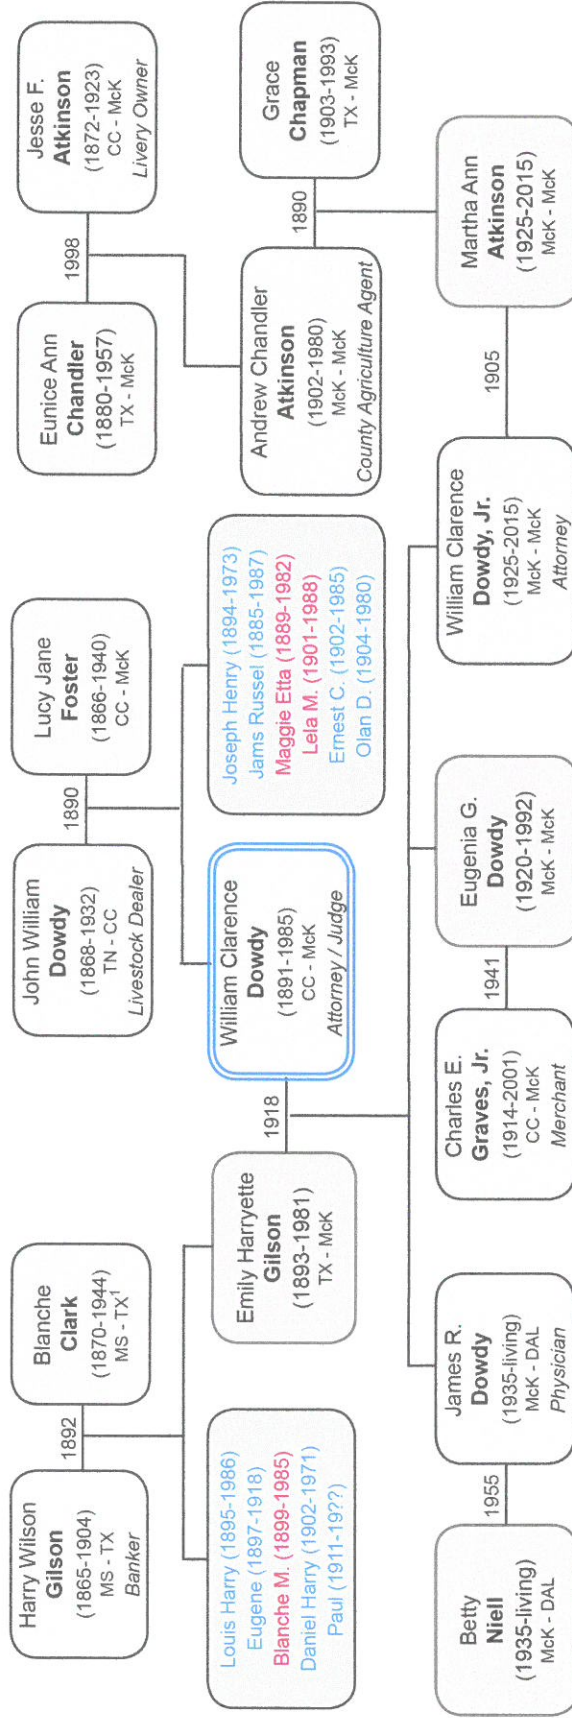 Harry Wilson
Gilson
(1865-1904)
MS - TX
Banker
1892
Blanche
Clark
(1870-1944)
MS - TX¹
John William
Dowdy
(1868-1932)
TN - CC
Livestock Dealer
1890
Lucy Jane
Foster
(1866-1940)
CC - McK
Eunice Ann
Chandler
(1880-1957)
TX - McK
1998
Jesse F.
Atkinson
(1872-1923)
CC - McK
Livery Owner
Louis Harry (1895-1986)
Eugene (1897-1918)
Blanche M. (1899-1985)
Daniel Harry (1902-1971)
Paul (1911-19??)
Emily Harryette
Gilson
(1893-1981)
TX - McK
1918
William Clarence
Dowdy
(1891-1985)
CC - McK
Attorney / Judge
Joseph Henry (1894-1973)
Jams Russel (1885-1987)
Maggie Etta (1889-1982)
Lela M. (1901-1988)
Ernest C. (1902-1985)
Olan D. (1904-1980)
Andrew Chandler
Atkinson
(1902-1980)
McK - McK
County Agriculture Agent
1890
Grace
Chapman
(1903-1993)
TX - McK
Betty
Niell
(1935-living)
McK - DAL
1955
James R.
Dowdy
(1935-living)
McK - DAL
Physician
Charles E.
Graves, Jr.
(1914-2001)
CC - McK
Merchant
1941
Eugenia G.
Dowdy
(1920-1992)
McK - McK
William Clarence
Dowdy, Jr.
(1925-2015)
McK - McK
Attorney
1905
Martha Ann
Atkinson
(1925-2015)
McK - McK